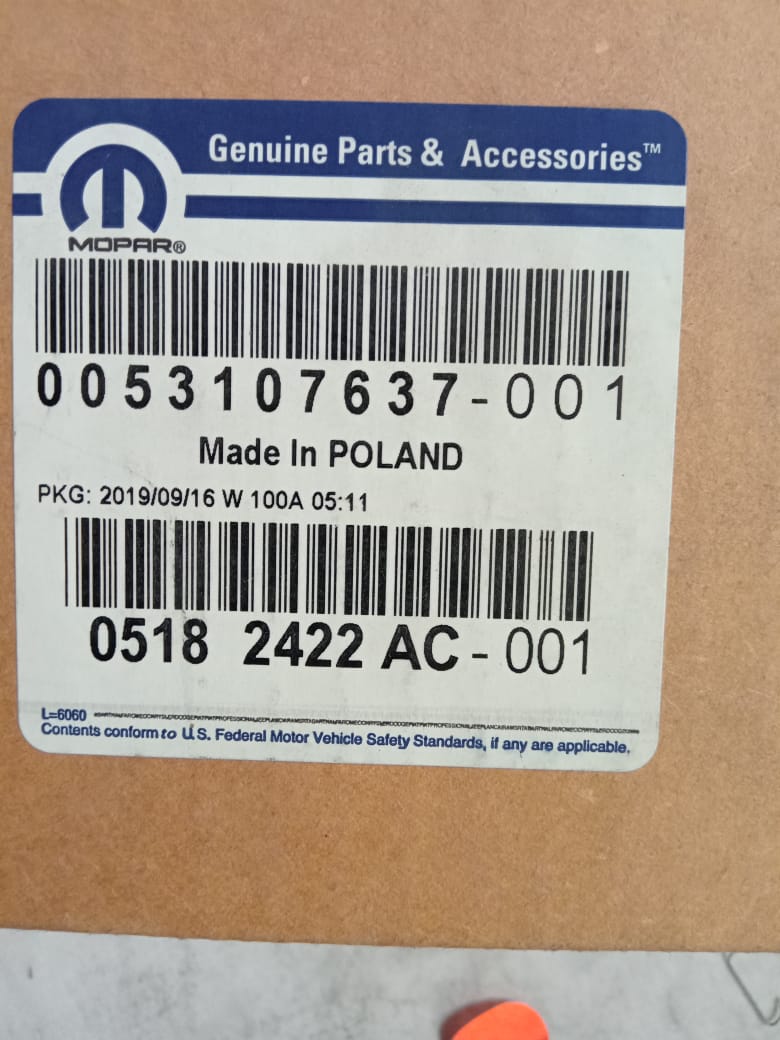 Genuine Parts & Accessories™
MOPAR®
0053107637-001
Made In POLAND
PKG: 2019/09/16 W 100A 05:11
0518 2422 AC-001
L=6060
Contents conform to U.S. Federal Motor Vehicle Safety Standards, if any are applicable.